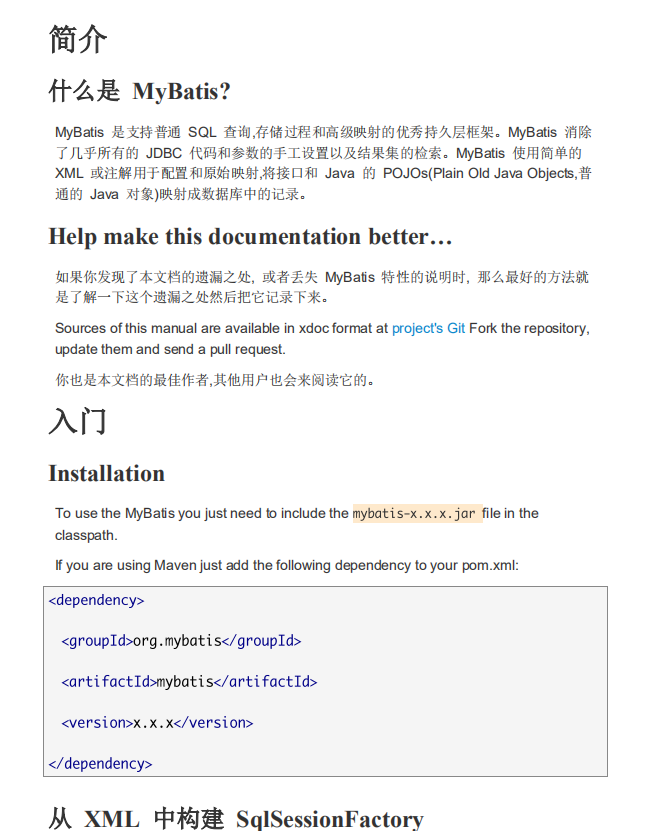 简介
什么是 MyBatis?
MyBatis 是支持普通 SQL 查询,存储过程和高级映射的优秀持久层框架。MyBatis 消除
了几乎所有的 JDBC 代码和参数的手工设置以及结果集的检索。MyBatis 使用简单的
XML 或注解用于配置和原始映射,将接口和 Java 的 POJOs(Plain Old Java Objects,普
通的 Java 对象)映射成数据库中的记录。
Help make this documentation better…
如果你发现了本文档的遗漏之处, 或者丢失 MyBatis 特性的说明时, 那么最好的方法就
是了解一下这个遗漏之处然后把它记录下来。
Sources of this manual are available in xdoc format at project's Git Fork the repository,
update them and send a pull request.
你也是本文档的最佳作者,其他用户也会来阅读它的。
入门
Installation
To use the MyBatis you just need to include the mybatis-x.x.x.jar file in the
classpath.
If you are using Maven just add the following dependency to your pom.xml:
<dependency>
<groupId>org.mybatis</groupId>
<artifactId>mybatis</artifactId>
<version>x.x.x</version>
</dependency>
从 XML 中构建 SqlSessionFactory